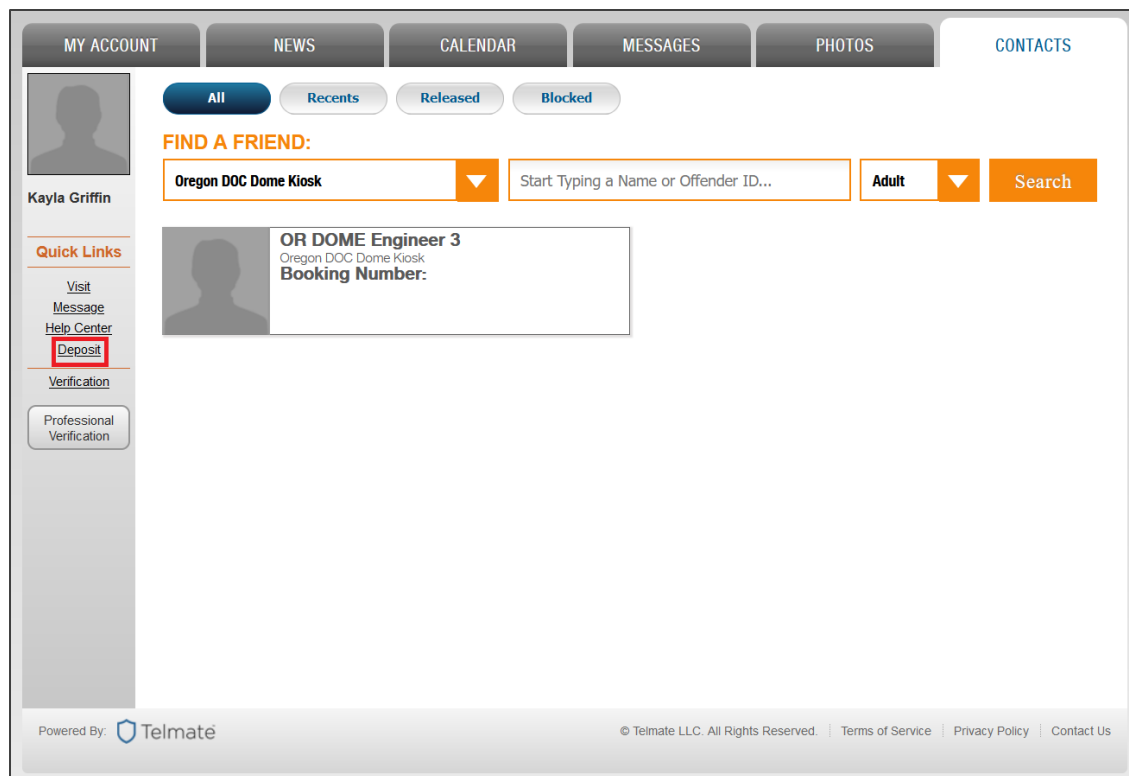 MY ACCOUNT
NEWS
CALENDAR
MESSAGES
PHOTOS
CONTACTS
All
Recents
Released
Blocked
FIND A FRIEND:
Oregon DOC Dome Kiosk
Start Typing a Name or Offender ID...
Adult
Search
Kayla Griffin
Quick Links
Visit
Message
Help Center
Deposit
Verification
Professional
Verification
OR DOME Engineer 3
Oregon DOC Dome Kiosk
Booking Number:
Powered By: Telmate
© Telmate LLC. All Rights Reserved. Terms of Service Privacy Policy Contact Us